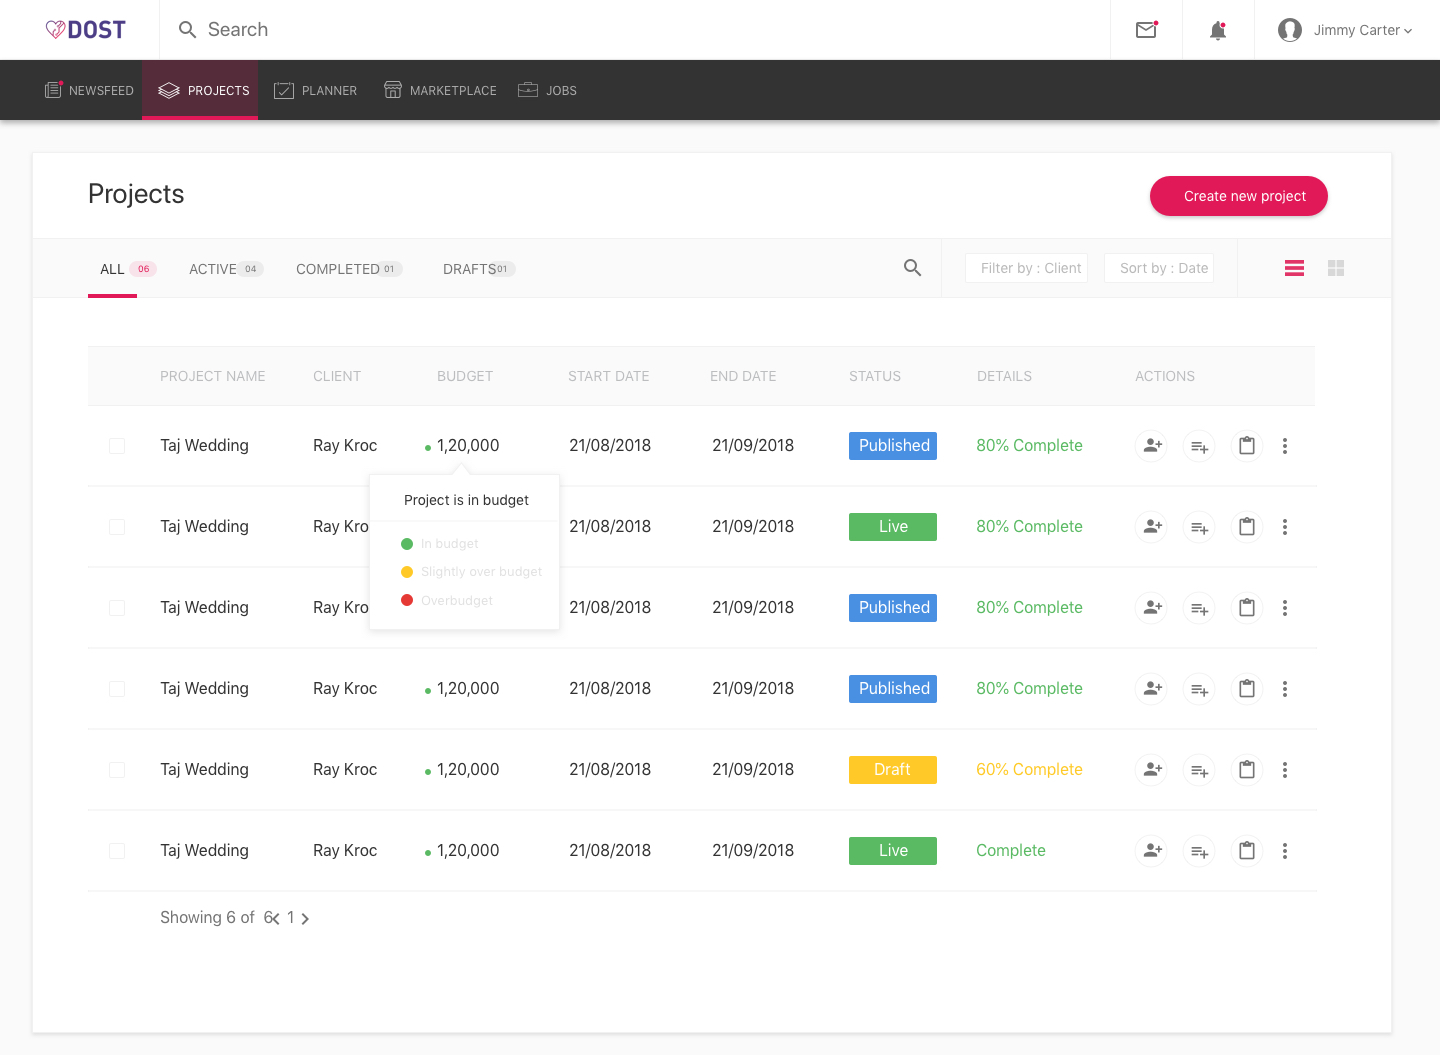 DOST Search Jimmy Carter
NEWSFEED PROJECTS PLANNER MARKETPLACE JOBS
Projects Create new project
ALL 06 ACTIVE 04 COMPLETED 01 DRAFTS 01 Filter by : Client Sort by : Date
PROJECT NAME CLIENT BUDGET START DATE END DATE STATUS DETAILS ACTIONS
Taj Wedding Ray Kroc 1,20,000 21/08/2018 21/09/2018 Published 80% Complete
Project is in budget
In budget
Slightly over budget
Overbudget
Taj Wedding Ray Kro 21/08/2018 21/09/2018 Live 80% Complete
Taj Wedding Ray Kro 21/08/2018 21/09/2018 Published 80% Complete
Taj Wedding Ray Kroc 1,20,000 21/08/2018 21/09/2018 Published 80% Complete
Taj Wedding Ray Kroc 1,20,000 21/08/2018 21/09/2018 Draft 60% Complete
Taj Wedding Ray Kroc 1,20,000 21/08/2018 21/09/2018 Live Complete
Showing 6 of 6 1